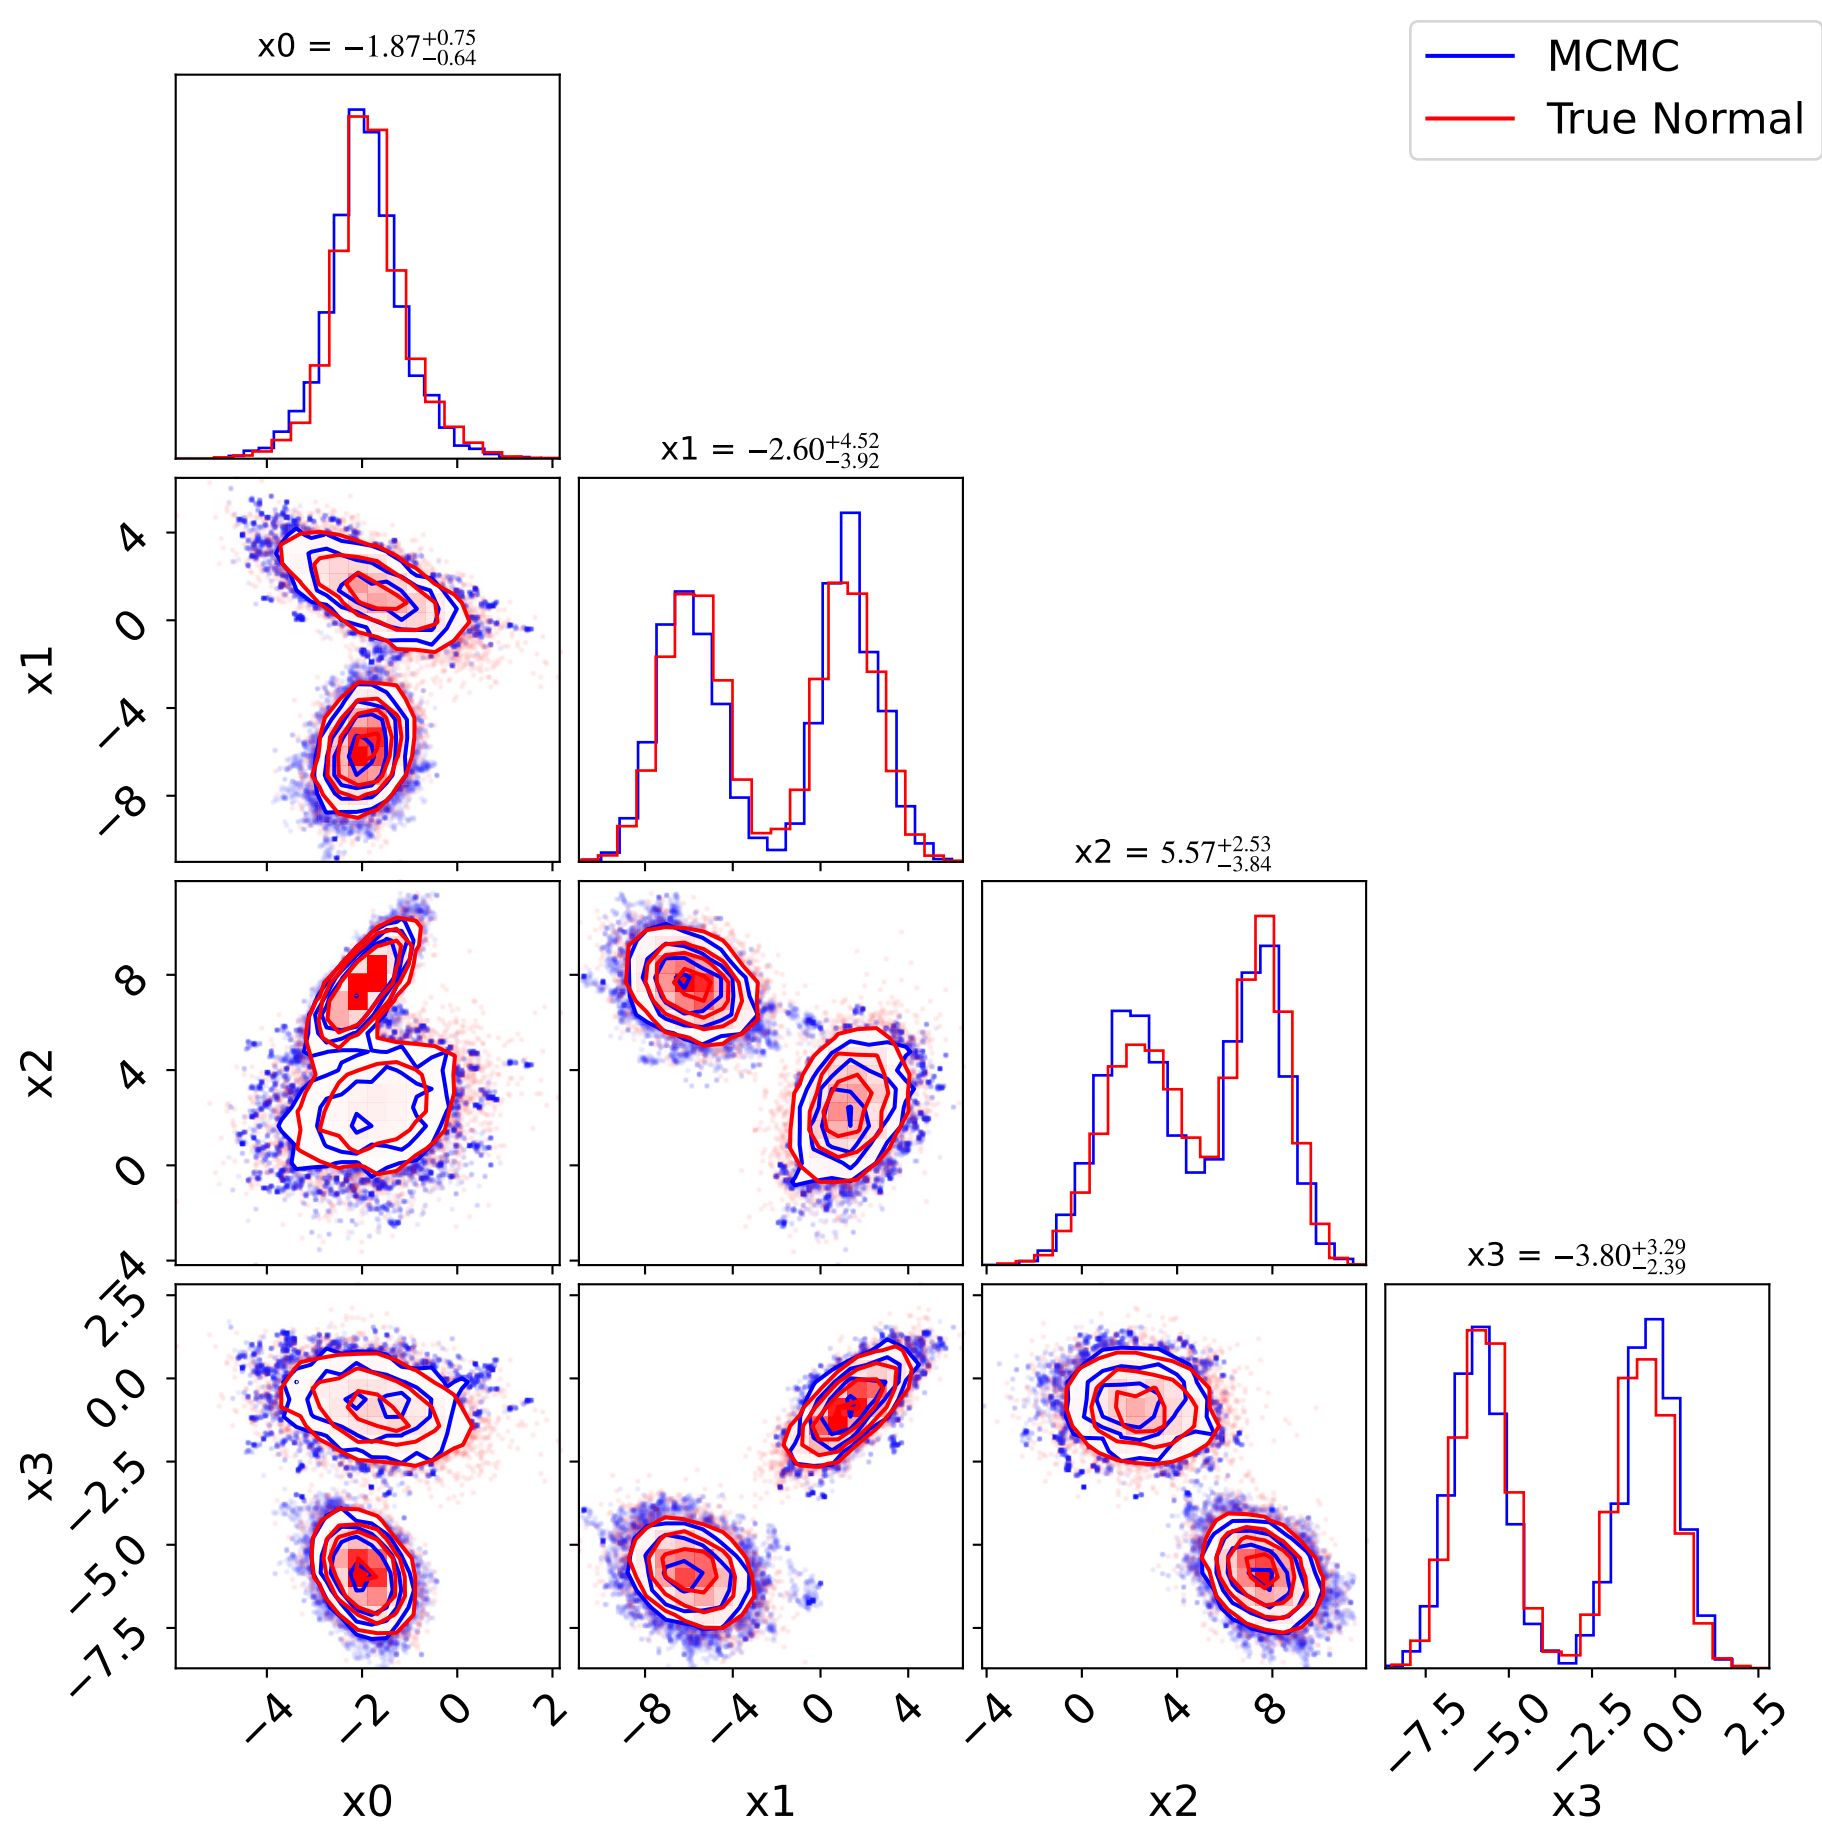 MCMC
True Normal
x0 = −1.87 +0.75 −0.64
x1 = −2.60 +4.52 −3.92
x2 = 5.57 +2.53 −3.84
x3 = −3.80 +3.29 −2.39
4
0
−4
−8
x1
8
4
0
−4
x2
2.5
0.0
−2.5
−5.0
−7.5
x3
−4 −2 0 2
−8 −4 0 4
−4 0 4 8
−7.5 −5.0 −2.5 0.0 2.5
x0
x1
x2
x3